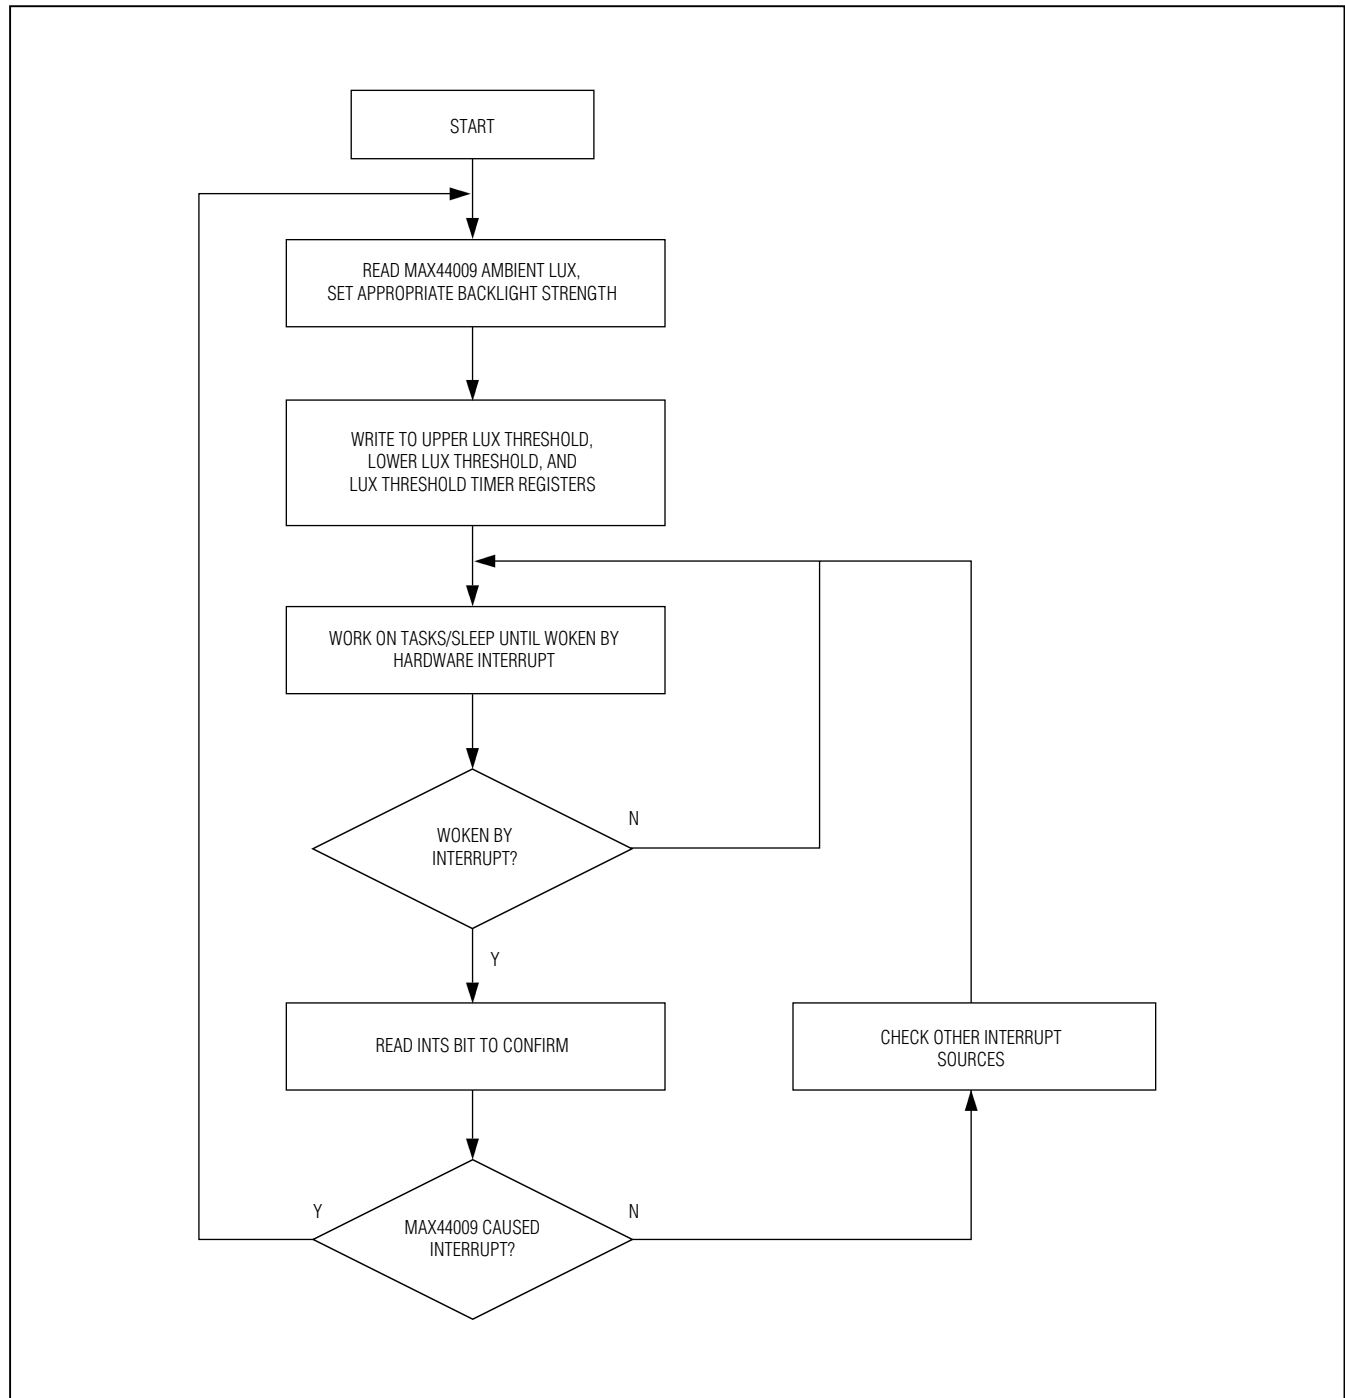 START
READ MAX44009 AMBIENT LUX,
SET APPROPRIATE BACKLIGHT STRENGTH
WRITE TO UPPER LUX THRESHOLD,
LOWER LUX THRESHOLD, AND
LUX THRESHOLD TIMER REGISTERS
WORK ON TASKS/SLEEP UNTIL WOKEN BY
HARDWARE INTERRUPT
N
WOKEN BY
INTERRUPT?
Y
READ INTS BIT TO CONFIRM
CHECK OTHER INTERRUPT
SOURCES
Y
N
MAX44009 CAUSED
INTERRUPT?